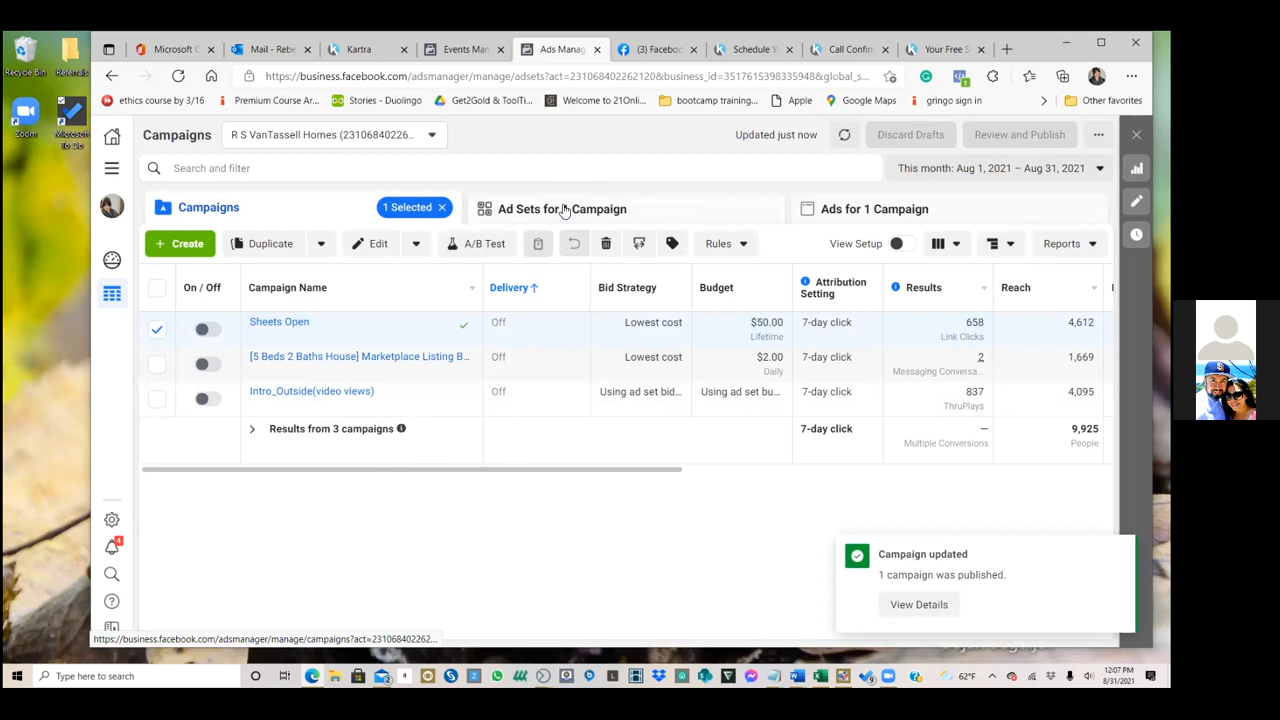 Recycle Bin
Referrals
Zoom
Microsoft To Do
Microsoft C
Mail - Rebe
Kartra
Events Man
Ads Manag
(3) Facebo
Schedule Y
Call Confirm
Your Free S
https://business.facebook.com/adsmanager/manage/adsets?act=231068402262120&business_id=3517615398335948&global_s...
ethics course by 3/16
Premium Course Ar...
Stories - Duolingo
Get2Gold & ToolTi...
Welcome to 21Onli...
bootcamp training...
Apple
Google Maps
gringo sign in
Other favorites
Campaigns
R S VanTassell Homes (23106840226...
Updated just now
Discard Drafts
Review and Publish
Search and filter
This month: Aug 1, 2021 – Aug 31, 2021
Campaigns
1 Selected
Ad Sets for Campaign
Ads for 1 Campaign
+ Create
Duplicate
Edit
A/B Test
Rules
View Setup
Reports
On / Off
Campaign Name
Delivery ↑
Bid Strategy
Budget
Attribution Setting
Results
Reach
Sheets Open
Off
Lowest cost
$50.00
Lifetime
7-day click
658
Link Clicks
4,612
[5 Beds 2 Baths House] Marketplace Listing B...
Off
Lowest cost
$2.00
Daily
7-day click
2
Messaging Conversa...
1,669
Intro_Outside(video views)
Off
Using ad set bid...
Using ad set bu...
7-day click
837
ThruPlays
4,095
Results from 3 campaigns
7-day click
—
Multiple Conversions
9,925
People
4
Campaign updated
1 campaign was published.
View Details
https://business.facebook.com/adsmanager/manage/campaigns?act=231068402262...
Type here to search
62°F
12:07 PM
8/31/2021